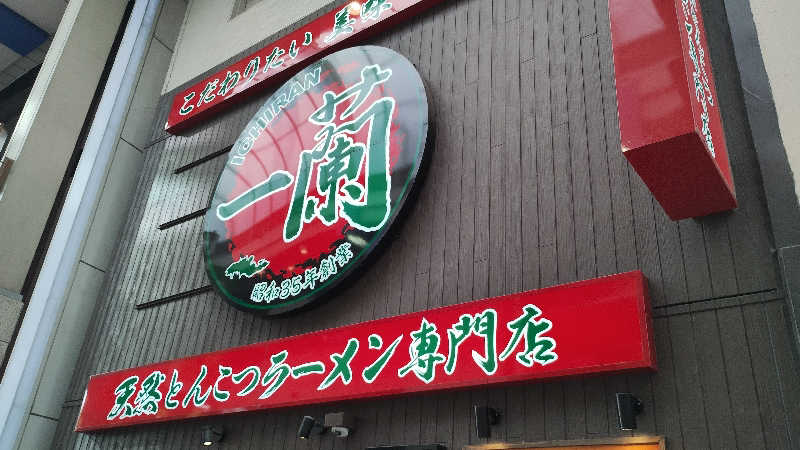 こだわりたい 美味
ICHIRAN
一蘭
昭和35年創業
天然とんこつラーメン専門店